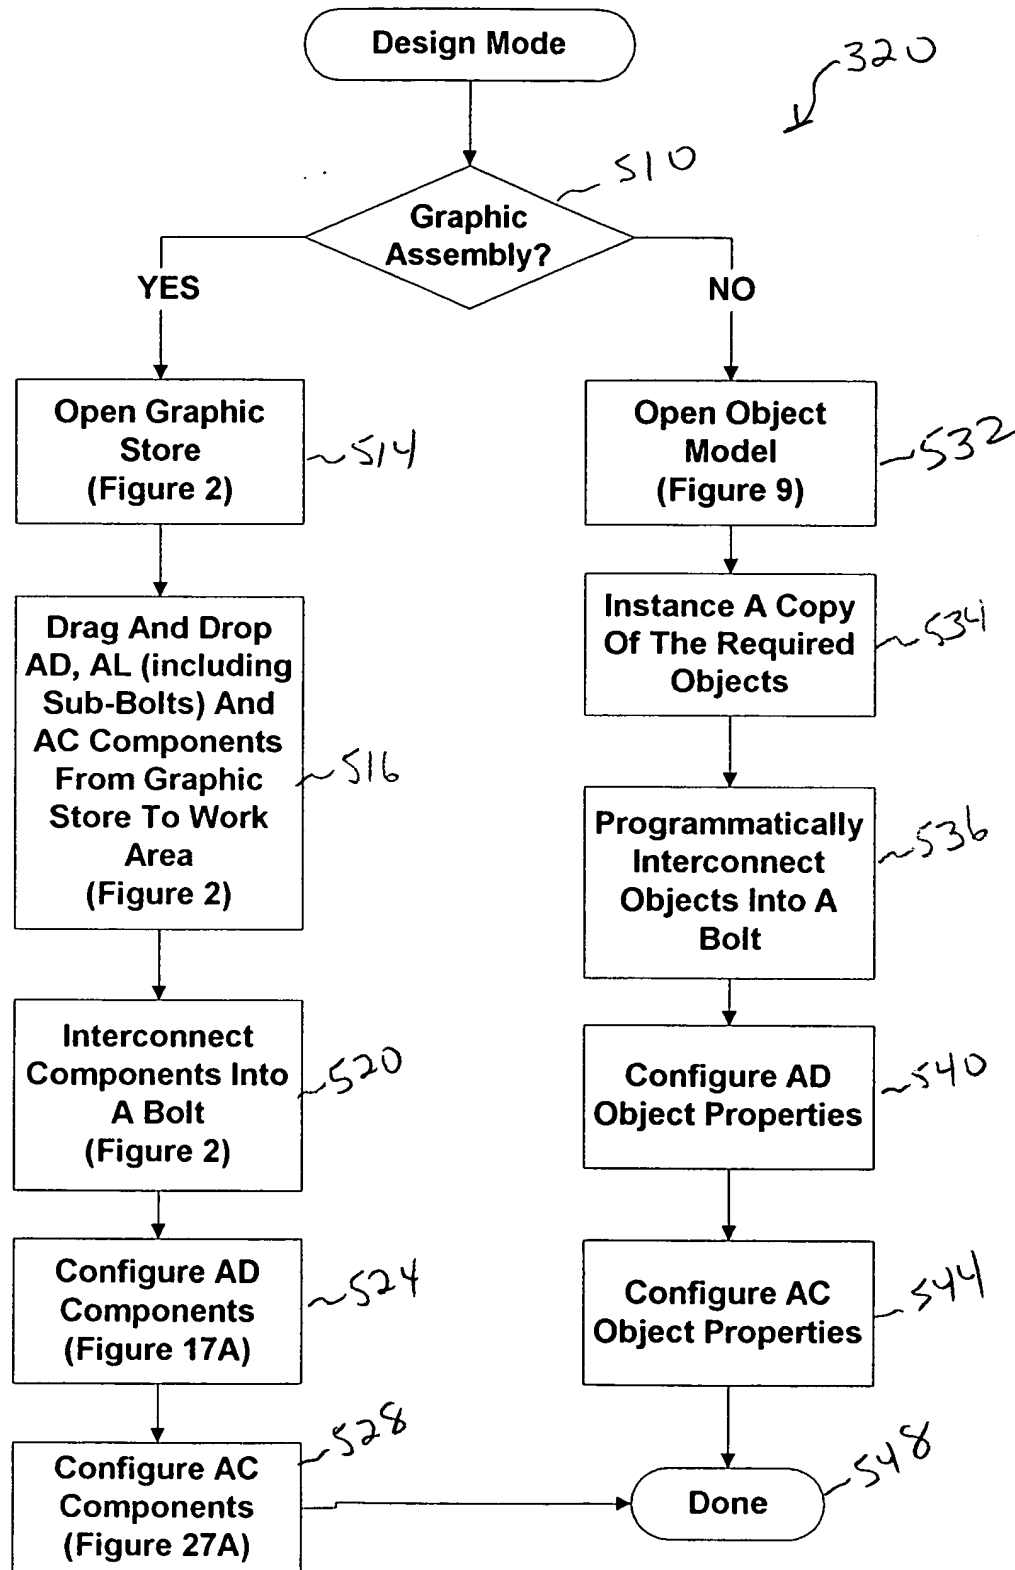 Design Mode
320
510
Graphic
Assembly?
YES
NO
Open Graphic
Store
(Figure 2)
514
Open Object
Model
(Figure 9)
532
Drag And Drop
AD, AL (including
Sub-Bolts) And
AC Components
From Graphic
Store To Work
Area
(Figure 2)
516
Instance A Copy
Of The Required
Objects
534
Programmatically
Interconnect
Objects Into A
Bolt
536
Interconnect
Components Into
A Bolt
(Figure 2)
520
Configure AD
Object Properties
540
Configure AD
Components
(Figure 17A)
524
Configure AC
Object Properties
544
Configure AC
Components
(Figure 27A)
528
Done
548